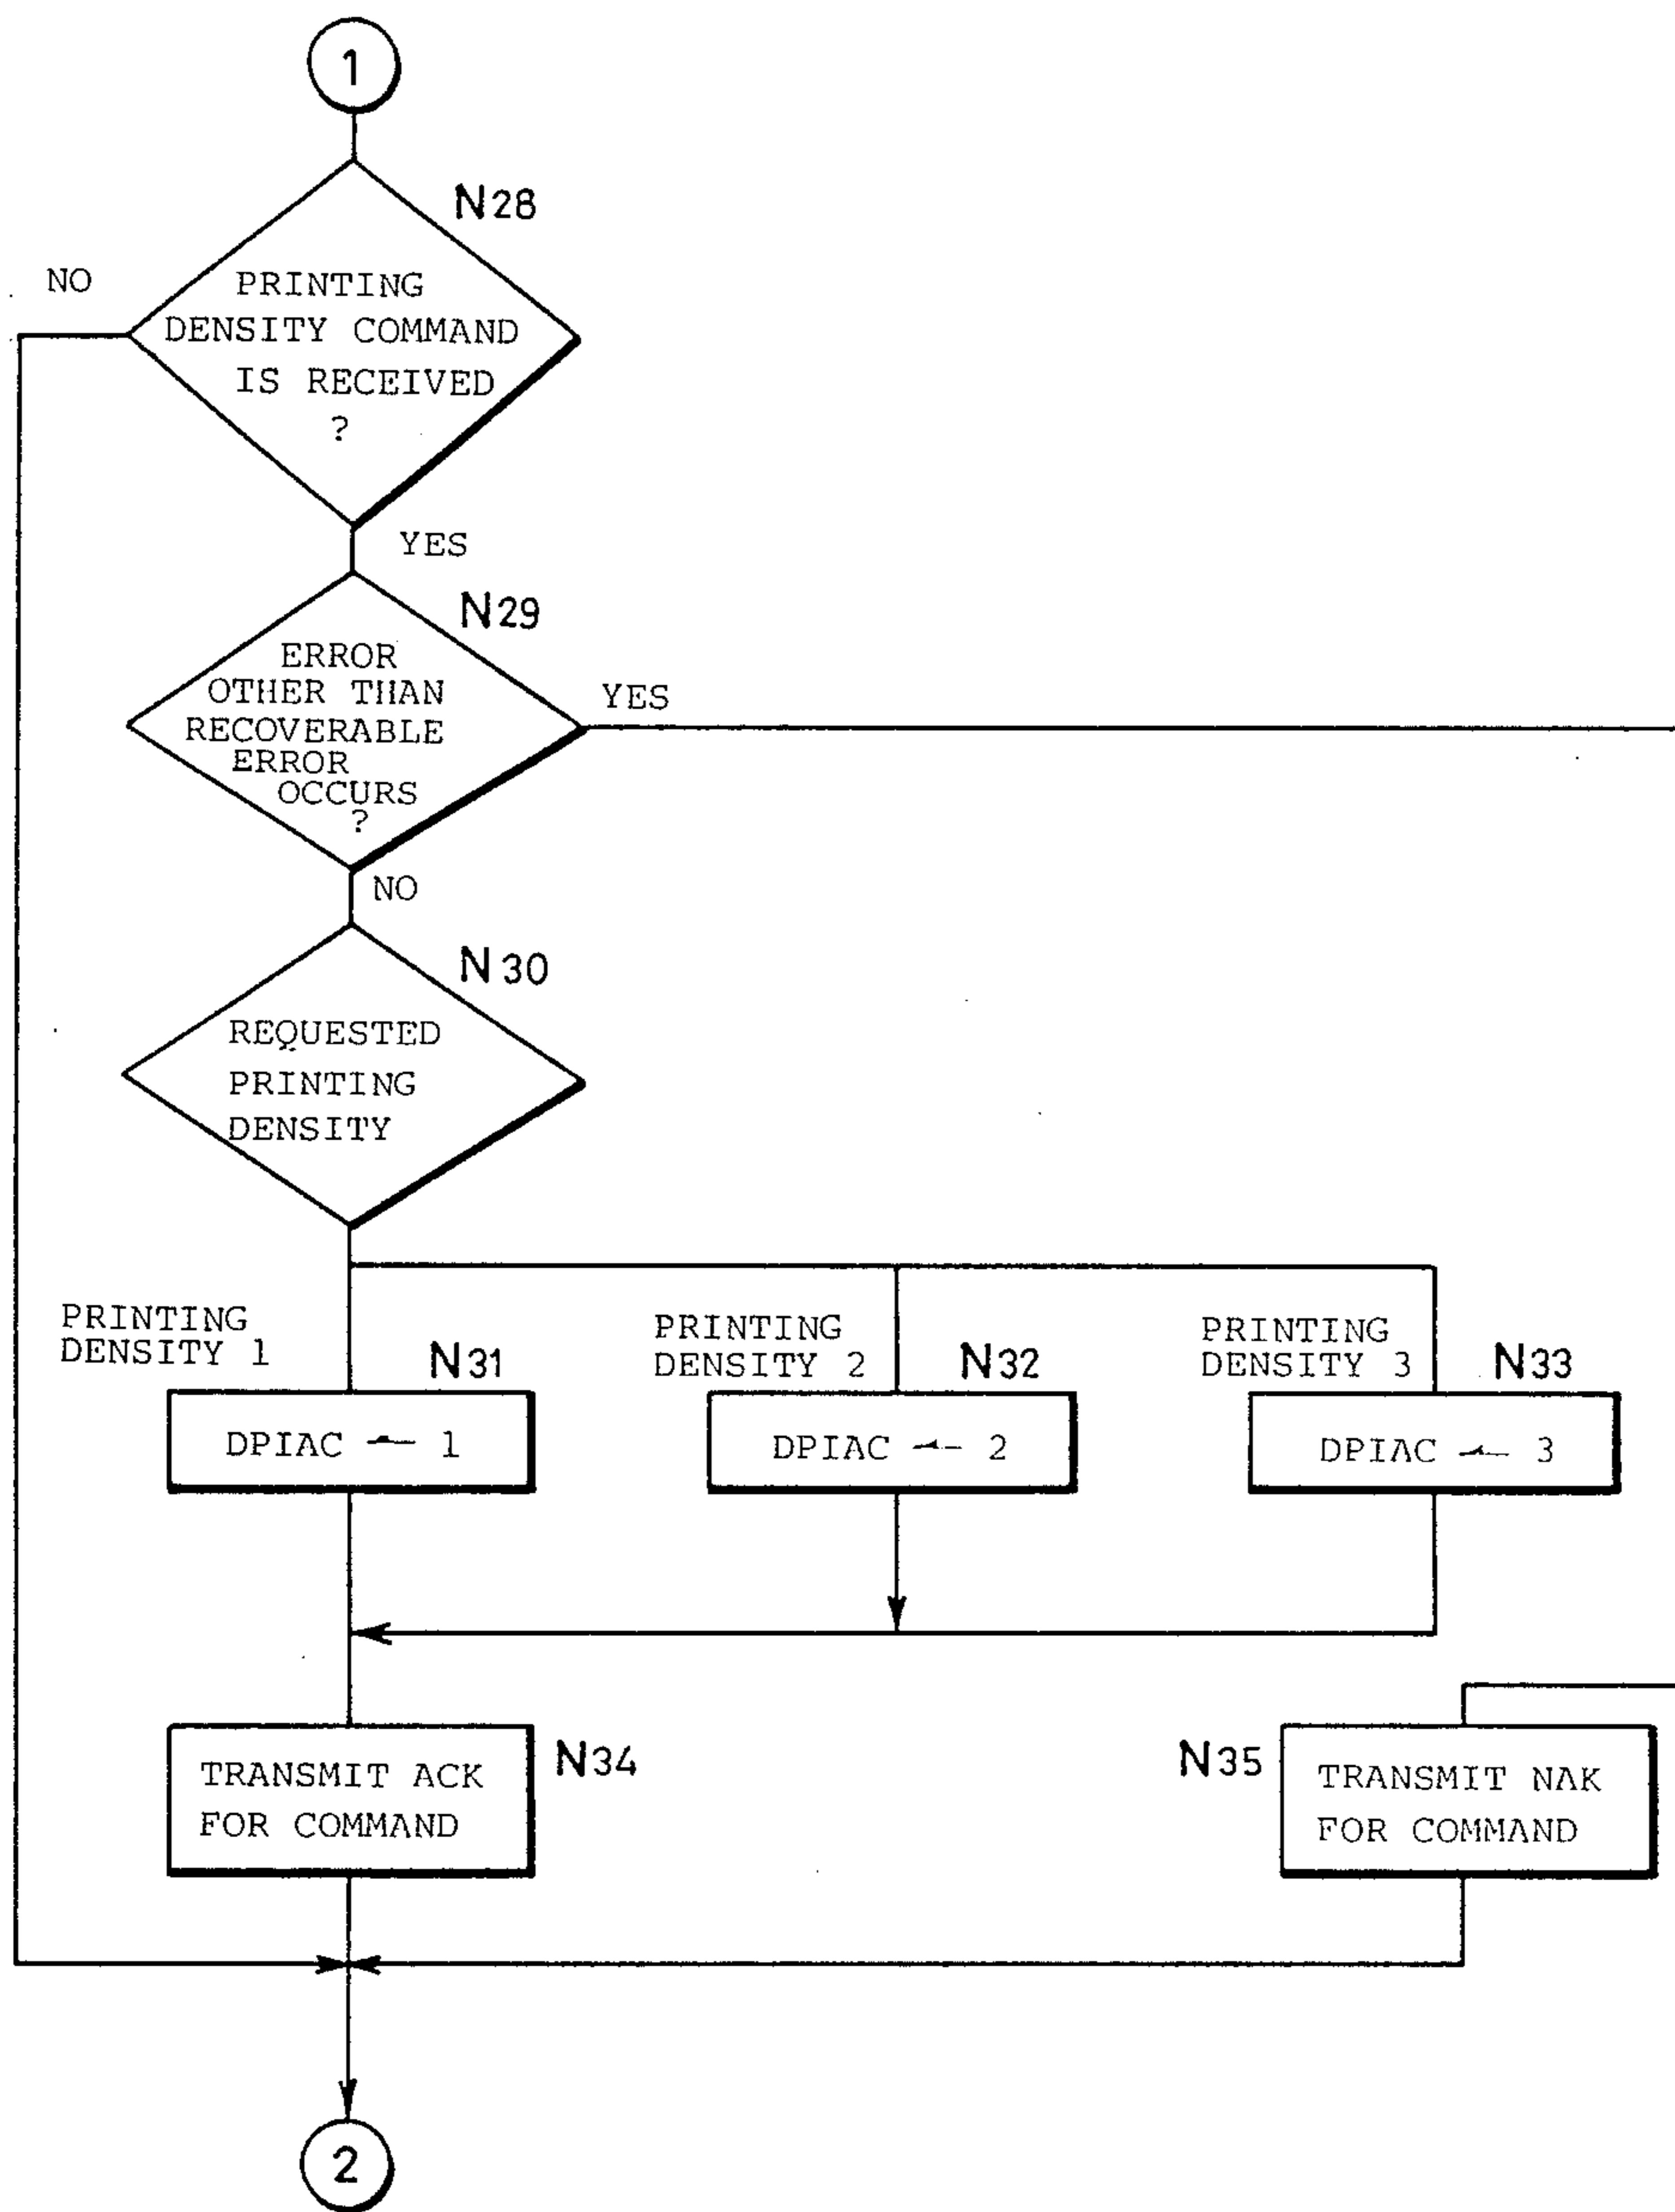 1
N28
NO
PRINTING
DENSITY COMMAND
IS RECEIVED
?
YES
N29
ERROR
OTHER THAN
RECOVERABLE
ERROR
OCCURS
?
YES
NO
N30
REQUESTED
PRINTING
DENSITY
PRINTING
DENSITY 1
N31
PRINTING
DENSITY 2
N32
PRINTING
DENSITY 3
N33
DPIAC ← 1
DPIAC ← 2
DPIAC ← 3
TRANSMIT ACK
FOR COMMAND
N34
N35
TRANSMIT NAK
FOR COMMAND
2